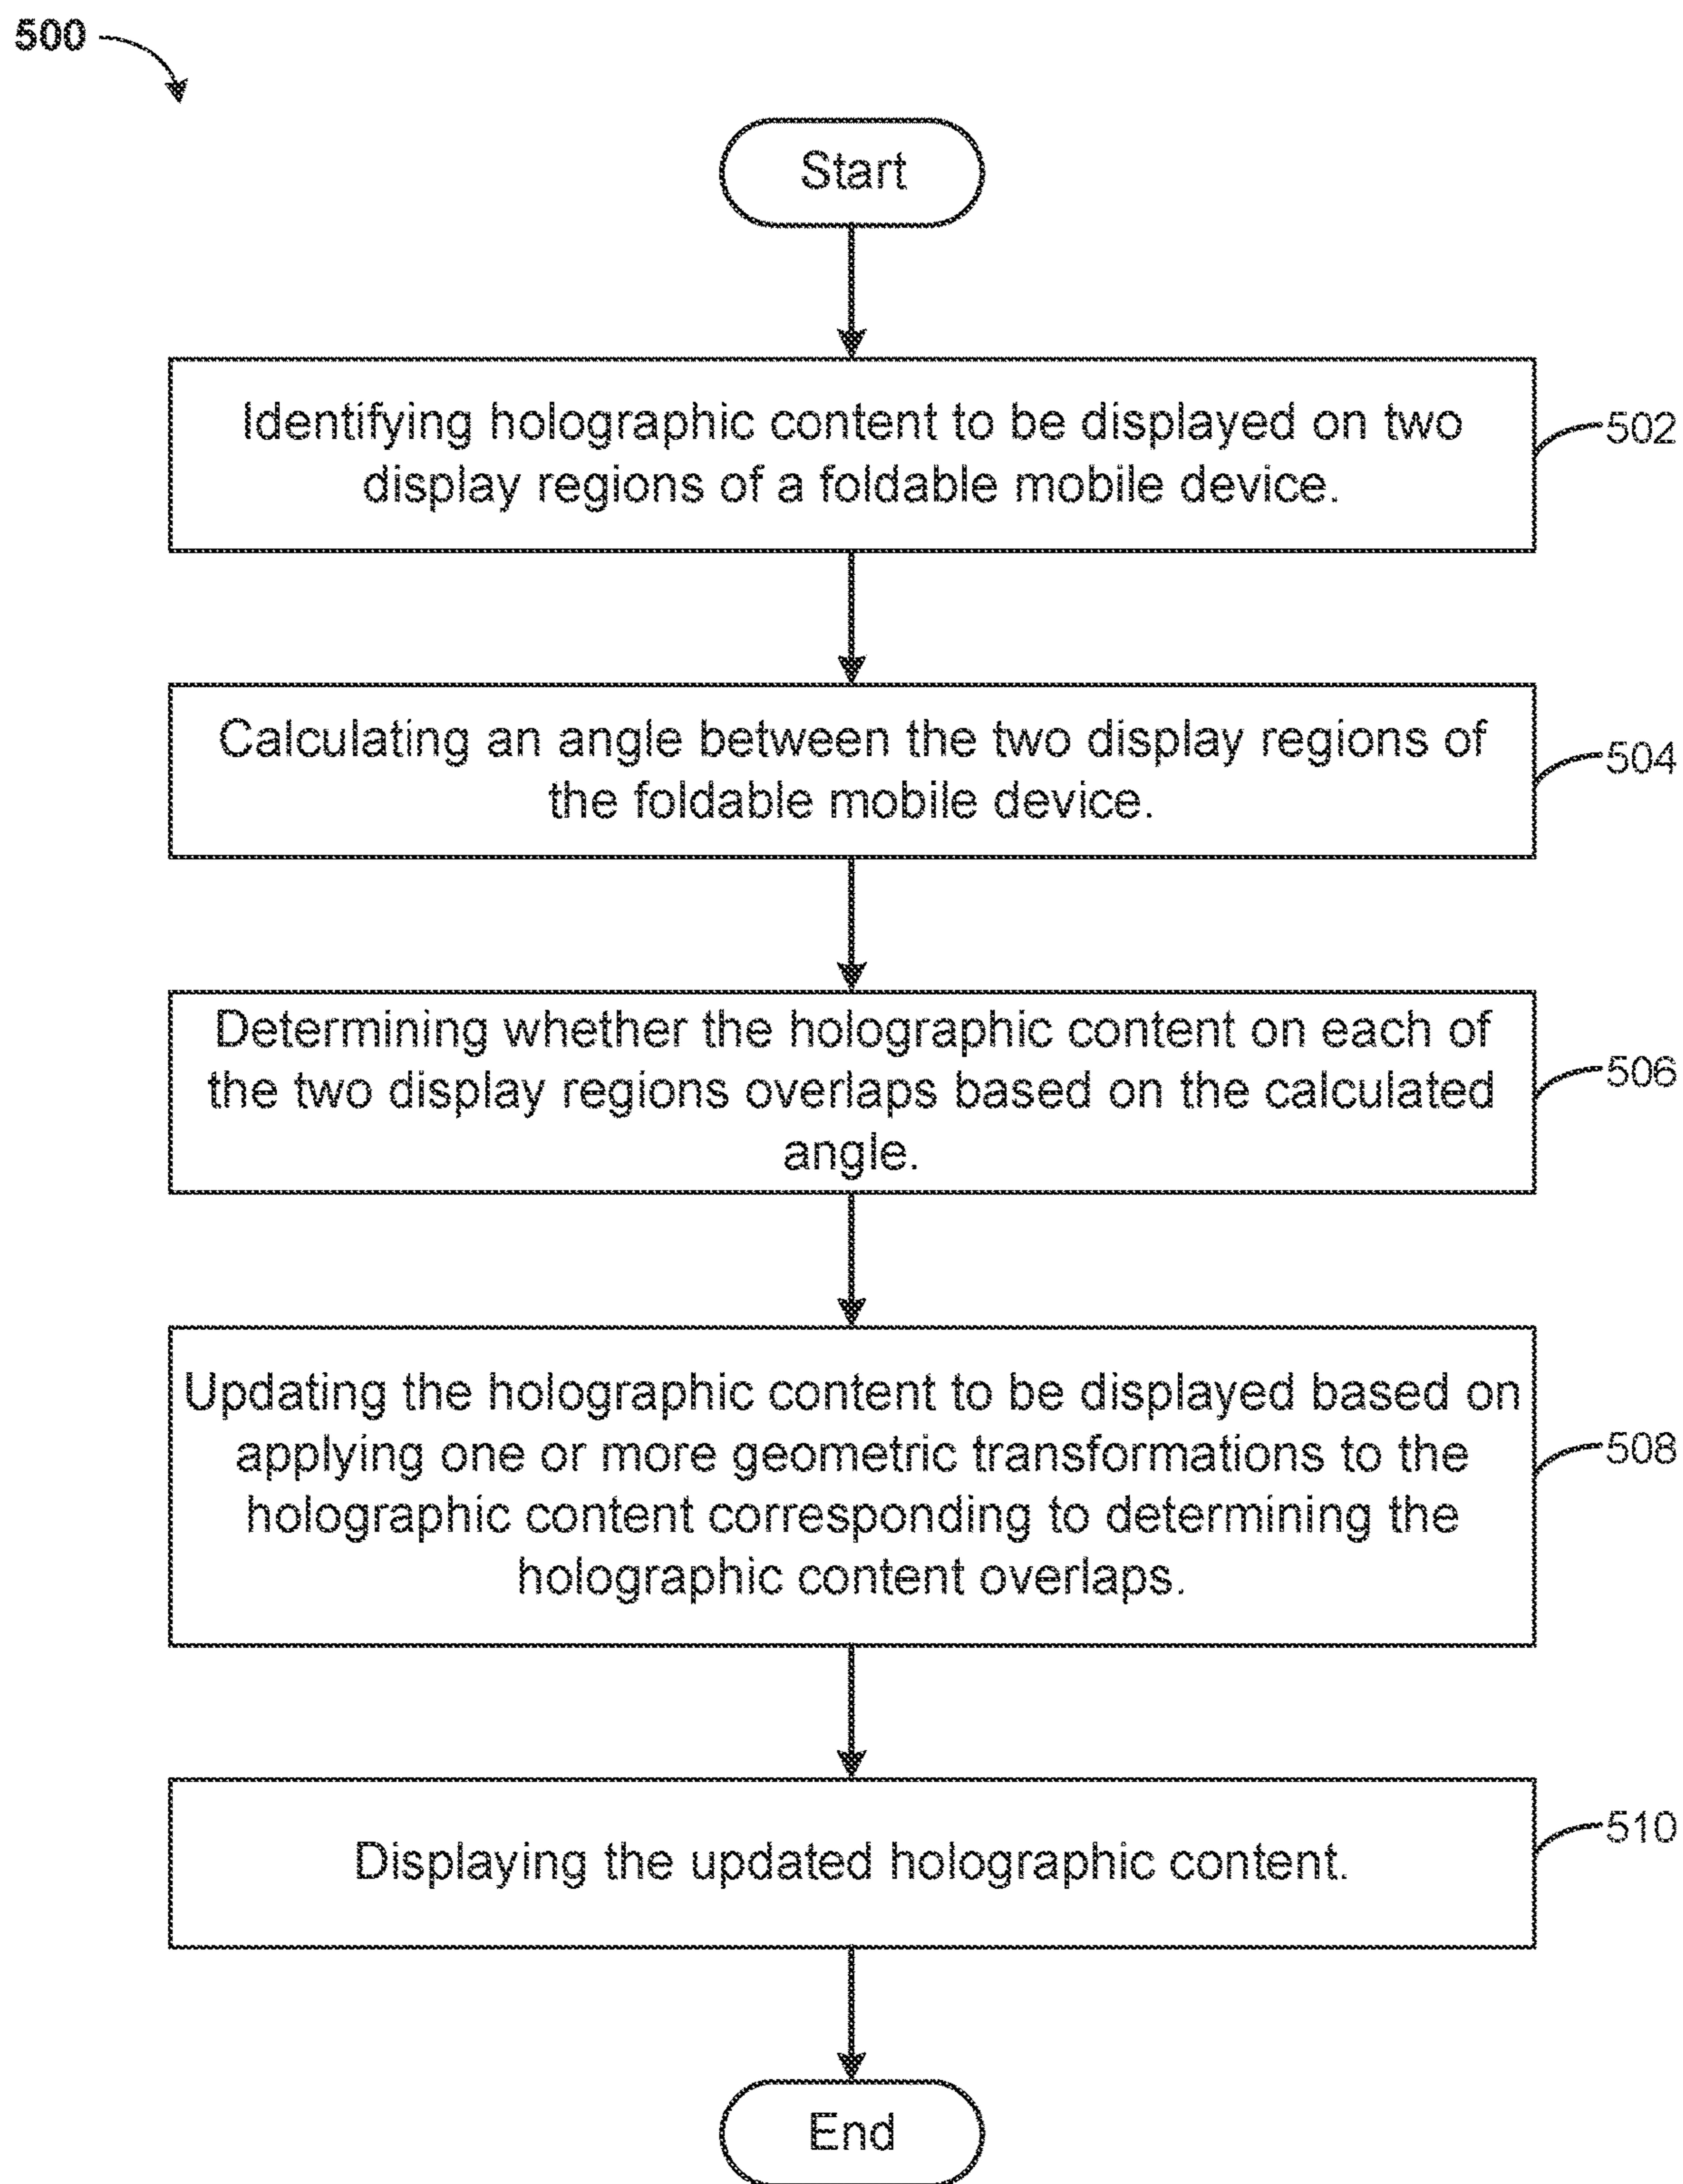 500
Start
Identifying holographic content to be displayed on two
display regions of a foldable mobile device.
502
Calculating an angle between the two display regions of
the foldable mobile device.
504
Determining whether the holographic content on each of
the two display regions overlaps based on the calculated
angle.
506
Updating the holographic content to be displayed based on
applying one or more geometric transformations to the
holographic content corresponding to determining the
holographic content overlaps.
508
Displaying the updated holographic content.
510
End